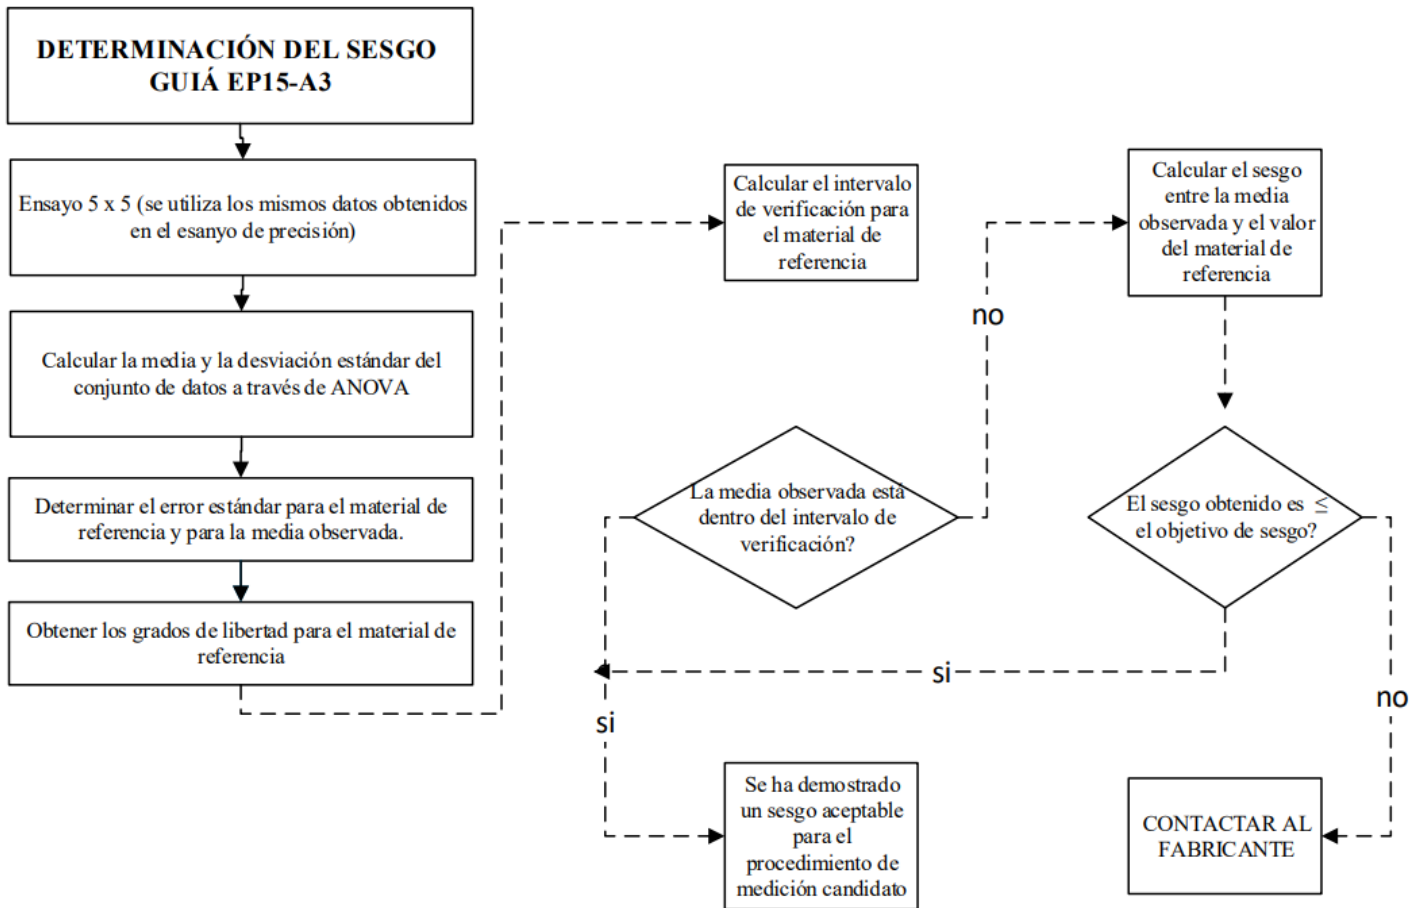 DETERMINACIÓN DEL SESGO
GUIÁ EP15-A3
Ensayo 5 x 5 (se utiliza los mismos datos obtenidos
en el esanyo de precisión)
Calcular la media y la desviación estándar del
conjunto de datos a través de ANOVA
Determinar el error estándar para el material de
referencia y para la media observada.
Obtener los grados de libertad para el material de
referencia
Calcular el intervalo
de verificación para
el material de
referencia
La media observada está
dentro del intervalo de
verificación?
no
Calcular el sesgo
entre la media
observada y el valor
del material de
referencia
El sesgo obtenido es ≤
el objetivo de sesgo?
si
si
no
Se ha demostrado
un sesgo aceptable
para el
procedimiento de
medición candidato
CONTACTAR AL
FABRICANTE